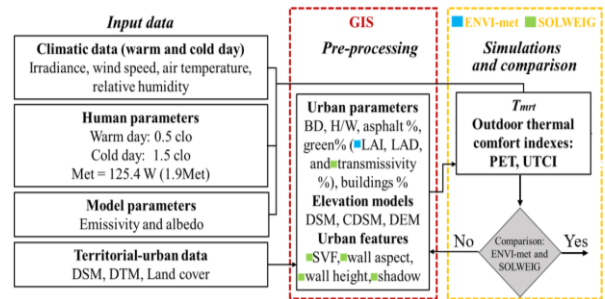 Input data
Climatic data (warm and cold day)
Irradiance, wind speed, air temperature,
relative humidity
Human parameters
Warm day: 0.5 clo
Cold day: 1.5 clo
Met = 125.4 W (1.9Met)
Model parameters
Emissivity and albedo
Territorial-urban data
DSM, DTM, Land cover
GIS
Pre-processing
Urban parameters
BD, H/W, asphalt %,
green% (LAI, LAD,
and transmissivity
%), buildings %
Elevation models
DSM, CDSM, DEM
Urban features
SVF, wall aspect,
wall height, shadow
ENVI-met SOLWEIG
Simulations
and comparison
Tmrt
Outdoor thermal
comfort indexes:
PET, UTCI
No
Comparison:
ENVI-met and
SOLWEIG
Yes